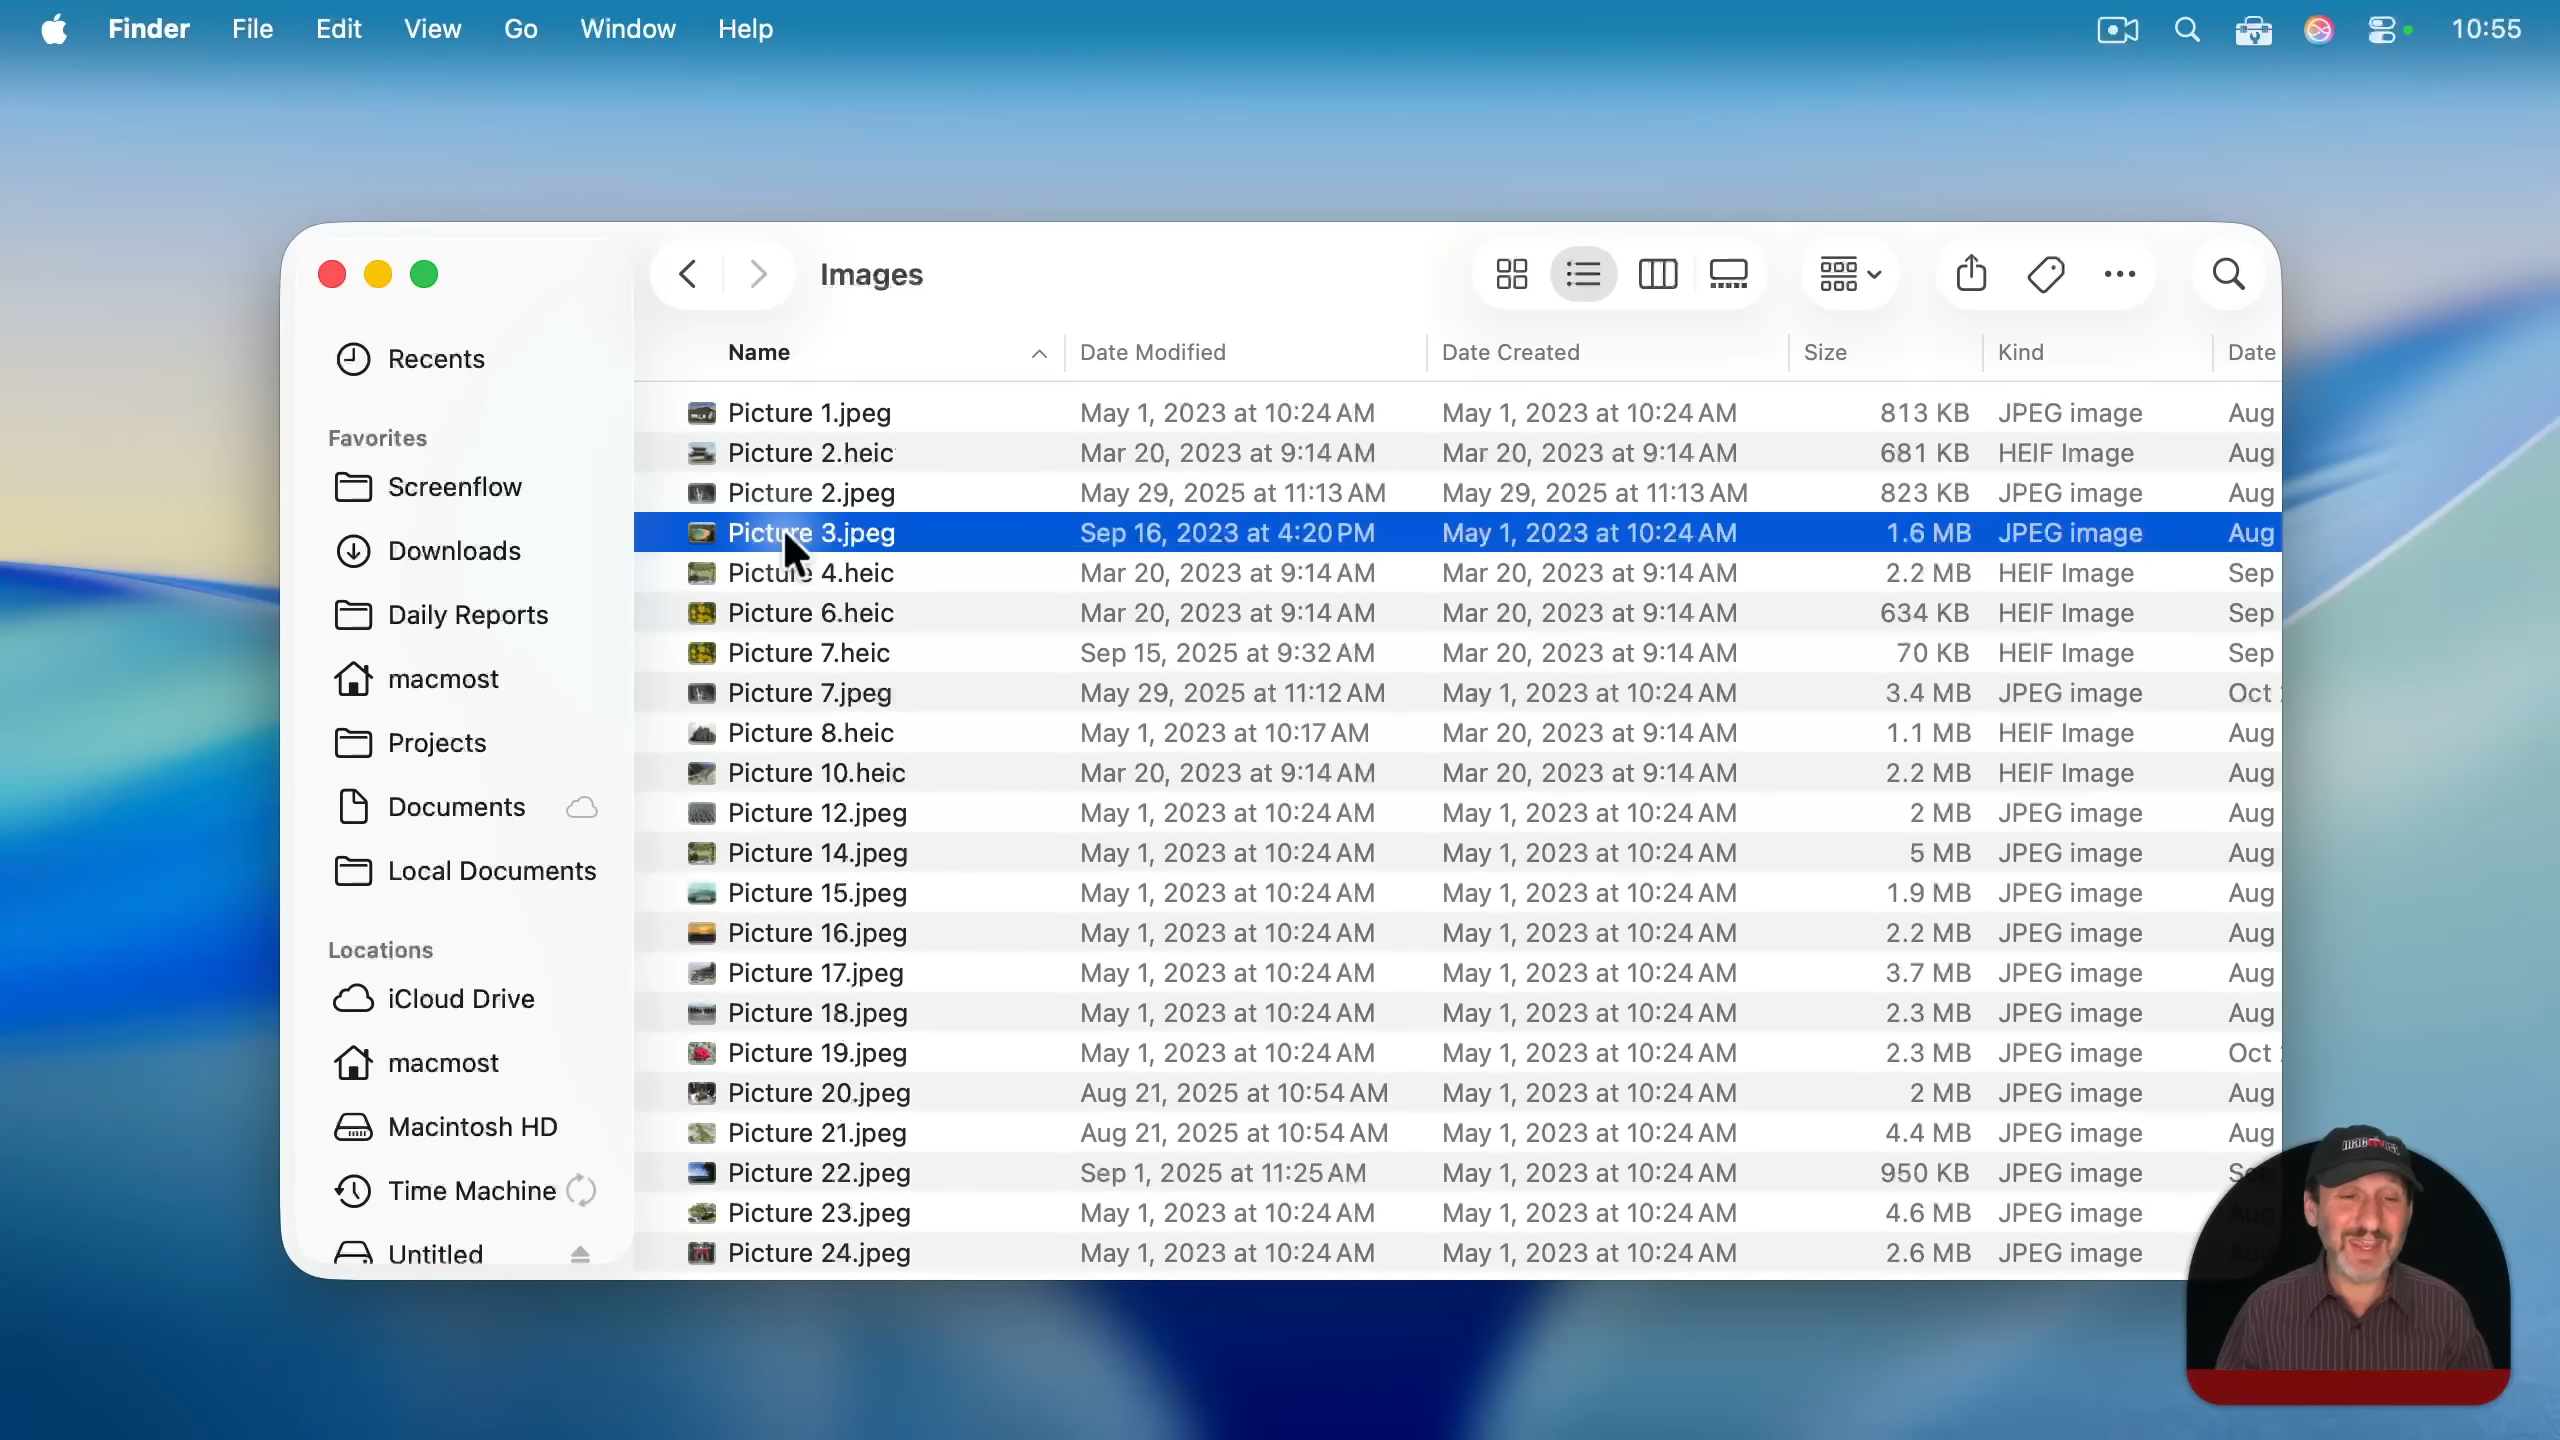 Finder File Edit View Go Window Help 10:55
Images
Recents
Favorites
Screenflow
Downloads
Daily Reports
macmost
Projects
Documents
Local Documents
Locations
iCloud Drive
macmost
Macintosh HD
Time Machine
Untitled
Name Date Modified Date Created Size Kind Date
Picture 1.jpeg May 1, 2023 at 10:24 AM May 1, 2023 at 10:24 AM 813 KB JPEG image Aug
Picture 2.heic Mar 20, 2023 at 9:14 AM Mar 20, 2023 at 9:14 AM 681 KB HEIF Image Aug
Picture 2.jpeg May 29, 2025 at 11:13 AM May 29, 2025 at 11:13 AM 823 KB JPEG image Aug
Picture 3.jpeg Sep 16, 2023 at 4:20 PM May 1, 2023 at 10:24 AM 1.6 MB JPEG image Aug
Picture 4.heic Mar 20, 2023 at 9:14 AM Mar 20, 2023 at 9:14 AM 2.2 MB HEIF Image Sep
Picture 6.heic Mar 20, 2023 at 9:14 AM Mar 20, 2023 at 9:14 AM 634 KB HEIF Image Sep
Picture 7.heic Sep 15, 2025 at 9:32 AM Mar 20, 2023 at 9:14 AM 70 KB HEIF Image Sep
Picture 7.jpeg May 29, 2025 at 11:12 AM May 1, 2023 at 10:24 AM 3.4 MB JPEG image Oct
Picture 8.heic May 1, 2023 at 10:17 AM Mar 20, 2023 at 9:14 AM 1.1 MB HEIF Image Aug
Picture 10.heic Mar 20, 2023 at 9:14 AM Mar 20, 2023 at 9:14 AM 2.2 MB HEIF Image Aug
Picture 12.jpeg May 1, 2023 at 10:24 AM May 1, 2023 at 10:24 AM 2 MB JPEG image Aug
Picture 14.jpeg May 1, 2023 at 10:24 AM May 1, 2023 at 10:24 AM 5 MB JPEG image Aug
Picture 15.jpeg May 1, 2023 at 10:24 AM May 1, 2023 at 10:24 AM 1.9 MB JPEG image Aug
Picture 16.jpeg May 1, 2023 at 10:24 AM May 1, 2023 at 10:24 AM 2.2 MB JPEG image Aug
Picture 17.jpeg May 1, 2023 at 10:24 AM May 1, 2023 at 10:24 AM 3.7 MB JPEG image Aug
Picture 18.jpeg May 1, 2023 at 10:24 AM May 1, 2023 at 10:24 AM 2.3 MB JPEG image Aug
Picture 19.jpeg May 1, 2023 at 10:24 AM May 1, 2023 at 10:24 AM 2.3 MB JPEG image Oct
Picture 20.jpeg Aug 21, 2025 at 10:54 AM May 1, 2023 at 10:24 AM 2 MB JPEG image Aug
Picture 21.jpeg Aug 21, 2025 at 10:54 AM May 1, 2023 at 10:24 AM 4.4 MB JPEG image Aug
Picture 22.jpeg Sep 1, 2025 at 11:25 AM May 1, 2023 at 10:24 AM 950 KB JPEG image Sep
Picture 23.jpeg May 1, 2023 at 10:24 AM May 1, 2023 at 10:24 AM 4.6 MB JPEG image Aug
Picture 24.jpeg May 1, 2023 at 10:24 AM May 1, 2023 at 10:24 AM 2.6 MB JPEG image